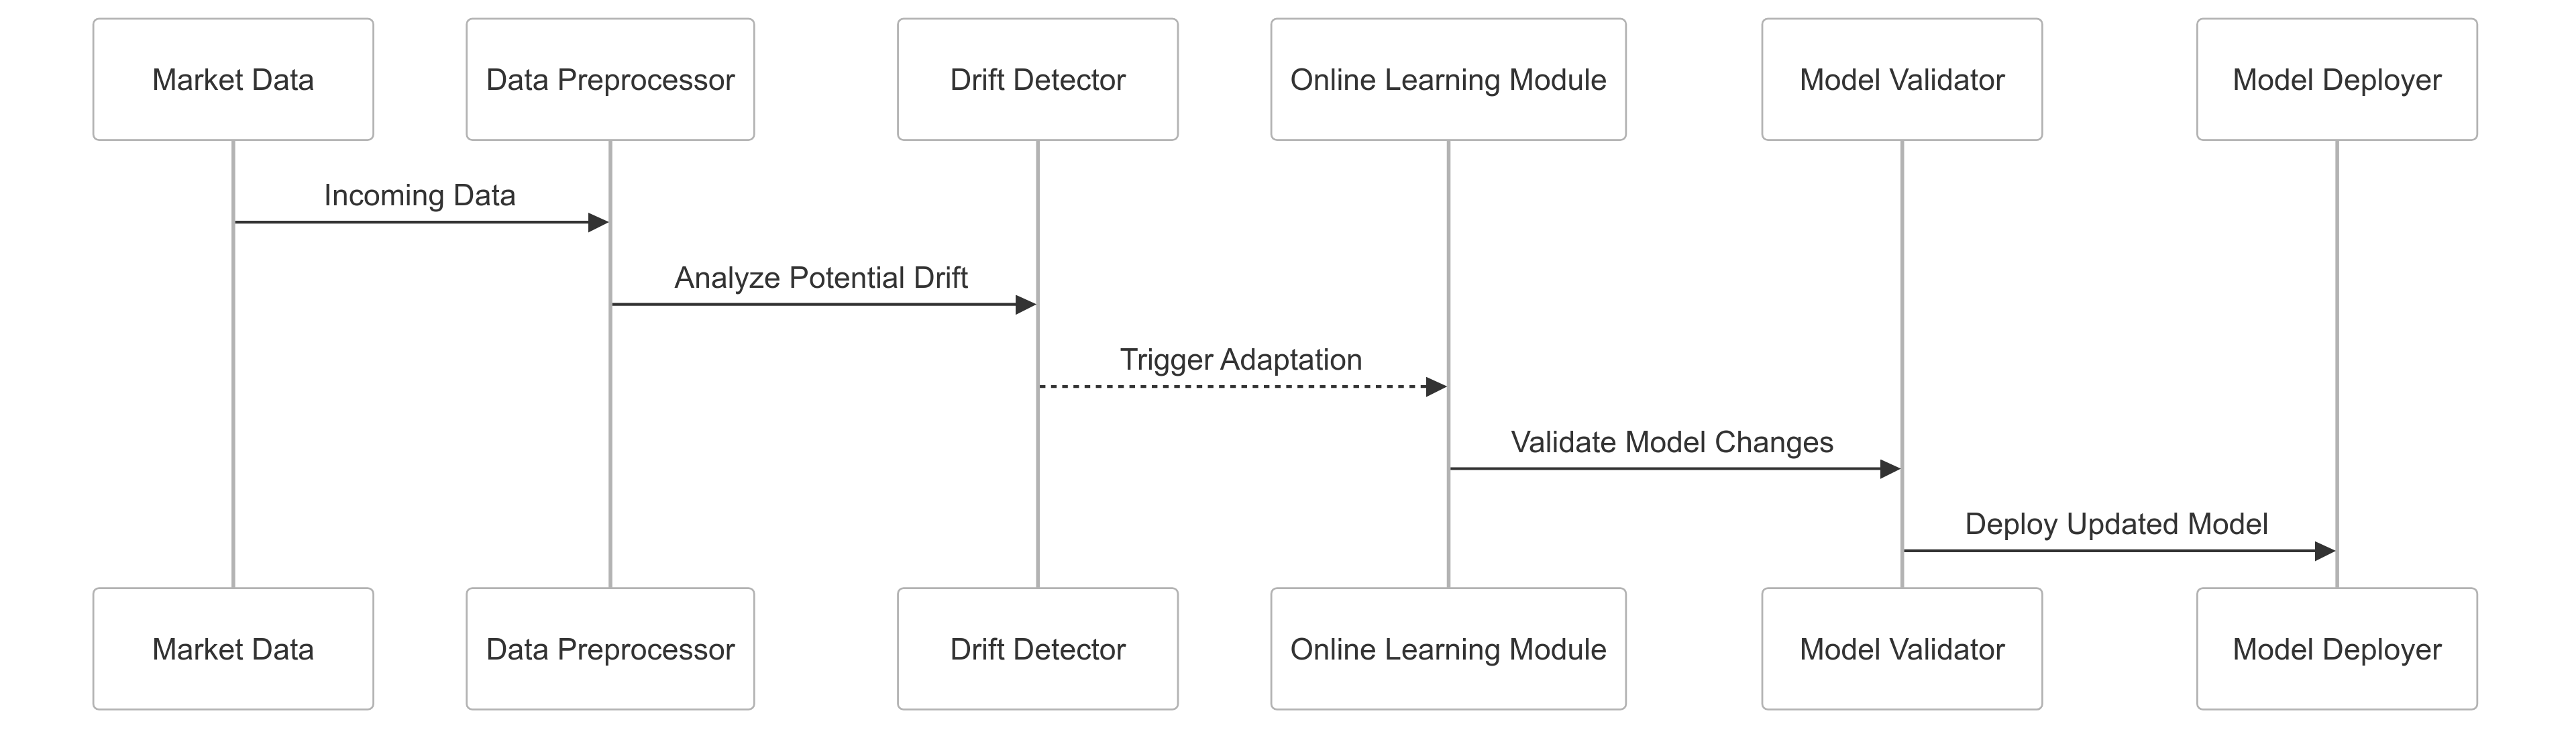 Market Data
Data Preprocessor
Drift Detector
Online Learning Module
Model Validator
Model Deployer
Incoming Data
Analyze Potential Drift
Trigger Adaptation
Validate Model Changes
Deploy Updated Model
Market Data
Data Preprocessor
Drift Detector
Online Learning Module
Model Validator
Model Deployer